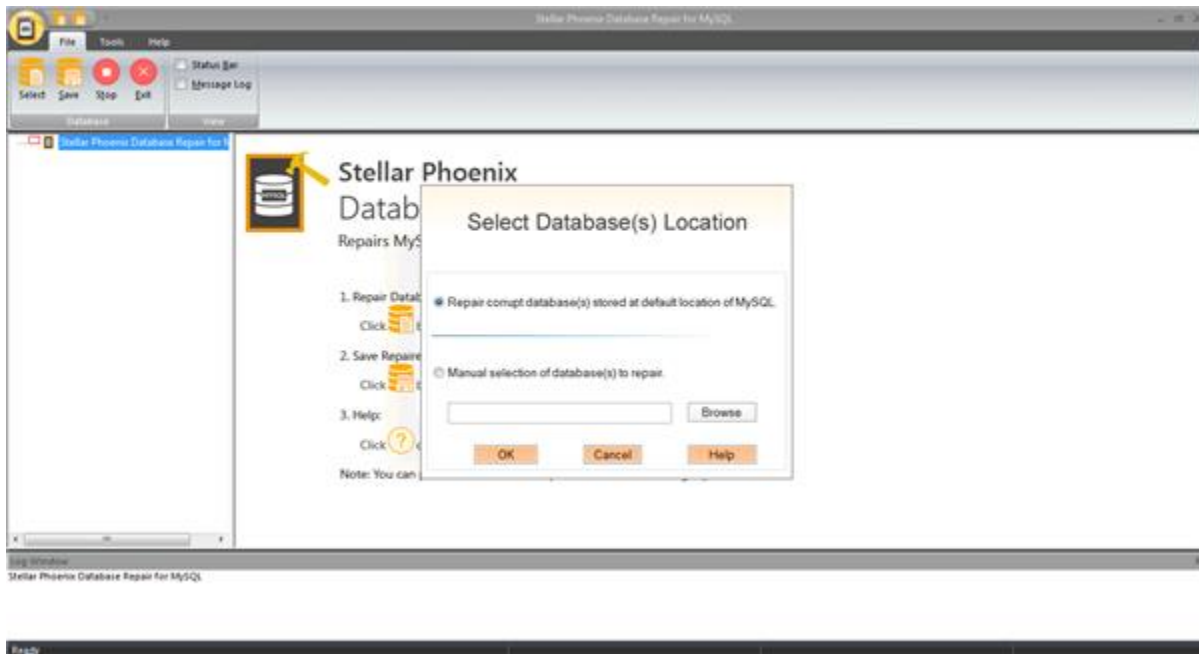 Stellar Phoenix Database Repair for MySQL
File Tools Help
Select Save Stop Exit
Status Bar
Message Log
Database View
Stellar Phoenix Database Repair for
Stellar Phoenix
Datab
Repairs MyS
1. Repair Datab
Click
2. Save Repaire
Click
3. Help:
Click
Note: You can
Select Database(s) Location
Repair corrupt database(s) stored at default location of MySQL.
Manual selection of database(s) to repair.
Browse
OK Cancel Help
Log Window
Stellar Phoenix Database Repair for MySQL
Ready